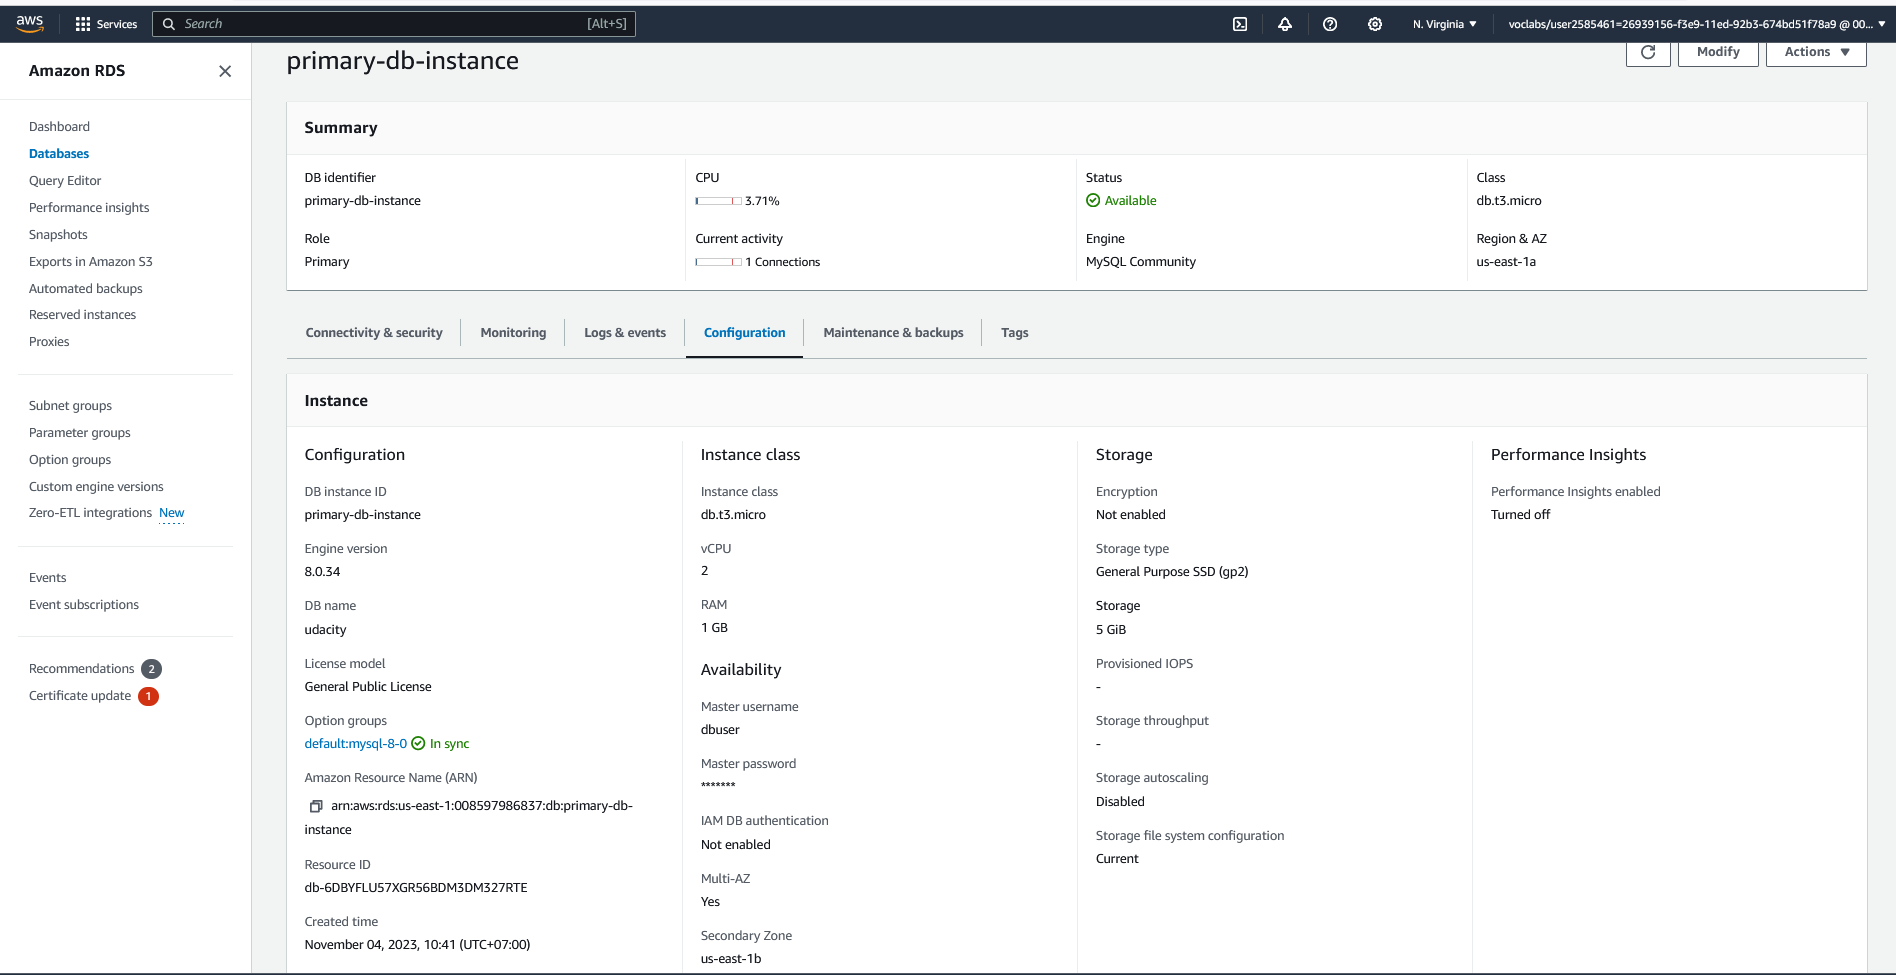 aws
Services
Search
[Alt+S]
N. Virginia
voclabs/user2585461=26939156-f3e9-11ed-92b3-674bd51f78a9 @ 00...
Amazon RDS
Dashboard
Databases
Query Editor
Performance insights
Snapshots
Exports in Amazon S3
Automated backups
Reserved instances
Proxies
Subnet groups
Parameter groups
Option groups
Custom engine versions
Zero-ETL integrations New
Events
Event subscriptions
Recommendations 2
Certificate update 1
primary-db-instance
Modify
Actions
Summary
DB identifier
primary-db-instance
Role
Primary
CPU
3.71%
Current activity
1 Connections
Status
Available
Engine
MySQL Community
Class
db.t3.micro
Region & AZ
us-east-1a
Connectivity & security
Monitoring
Logs & events
Configuration
Maintenance & backups
Tags
Instance
Configuration
DB instance ID
primary-db-instance
Engine version
8.0.34
DB name
udacity
License model
General Public License
Option groups
default:mysql-8-0 In sync
Amazon Resource Name (ARN)
arn:aws:rds:us-east-1:008597986837:db:primary-db-
instance
Resource ID
db-6DBYFLU57XGR56BDM3DM327RTE
Created time
November 04, 2023, 10:41 (UTC+07:00)
Instance class
Instance class
db.t3.micro
vCPU
2
RAM
1 GB
Availability
Master username
dbuser
Master password
*******
IAM DB authentication
Not enabled
Multi-AZ
Yes
Secondary Zone
us-east-1b
Storage
Encryption
Not enabled
Storage type
General Purpose SSD (gp2)
Storage
5 GiB
Provisioned IOPS
-
Storage throughput
-
Storage autoscaling
Disabled
Storage file system configuration
Current
Performance Insights
Performance Insights enabled
Turned off